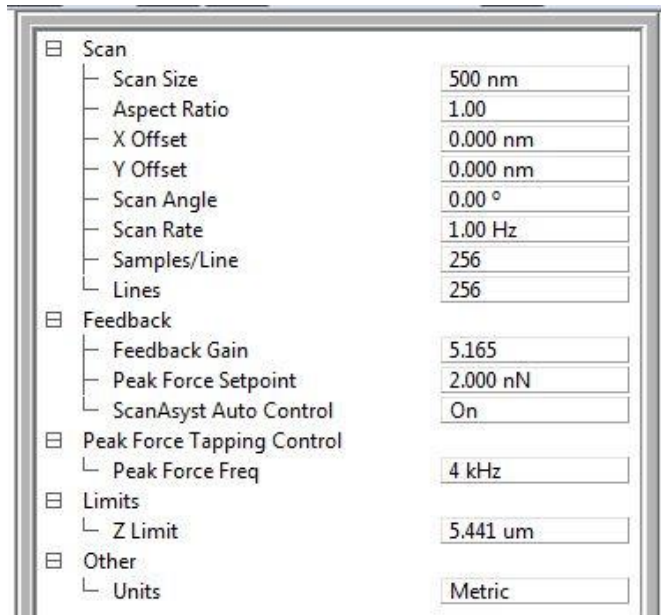 Scan
Scan Size 500 nm
Aspect Ratio 1.00
X Offset 0.000 nm
Y Offset 0.000 nm
Scan Angle 0.00 º
Scan Rate 1.00 Hz
Samples/Line 256
Lines 256
Feedback
Feedback Gain 5.165
Peak Force Setpoint 2.000 nN
ScanAsyst Auto Control On
Peak Force Tapping Control
Peak Force Freq 4 kHz
Limits
Z Limit 5.441 um
Other
Units Metric